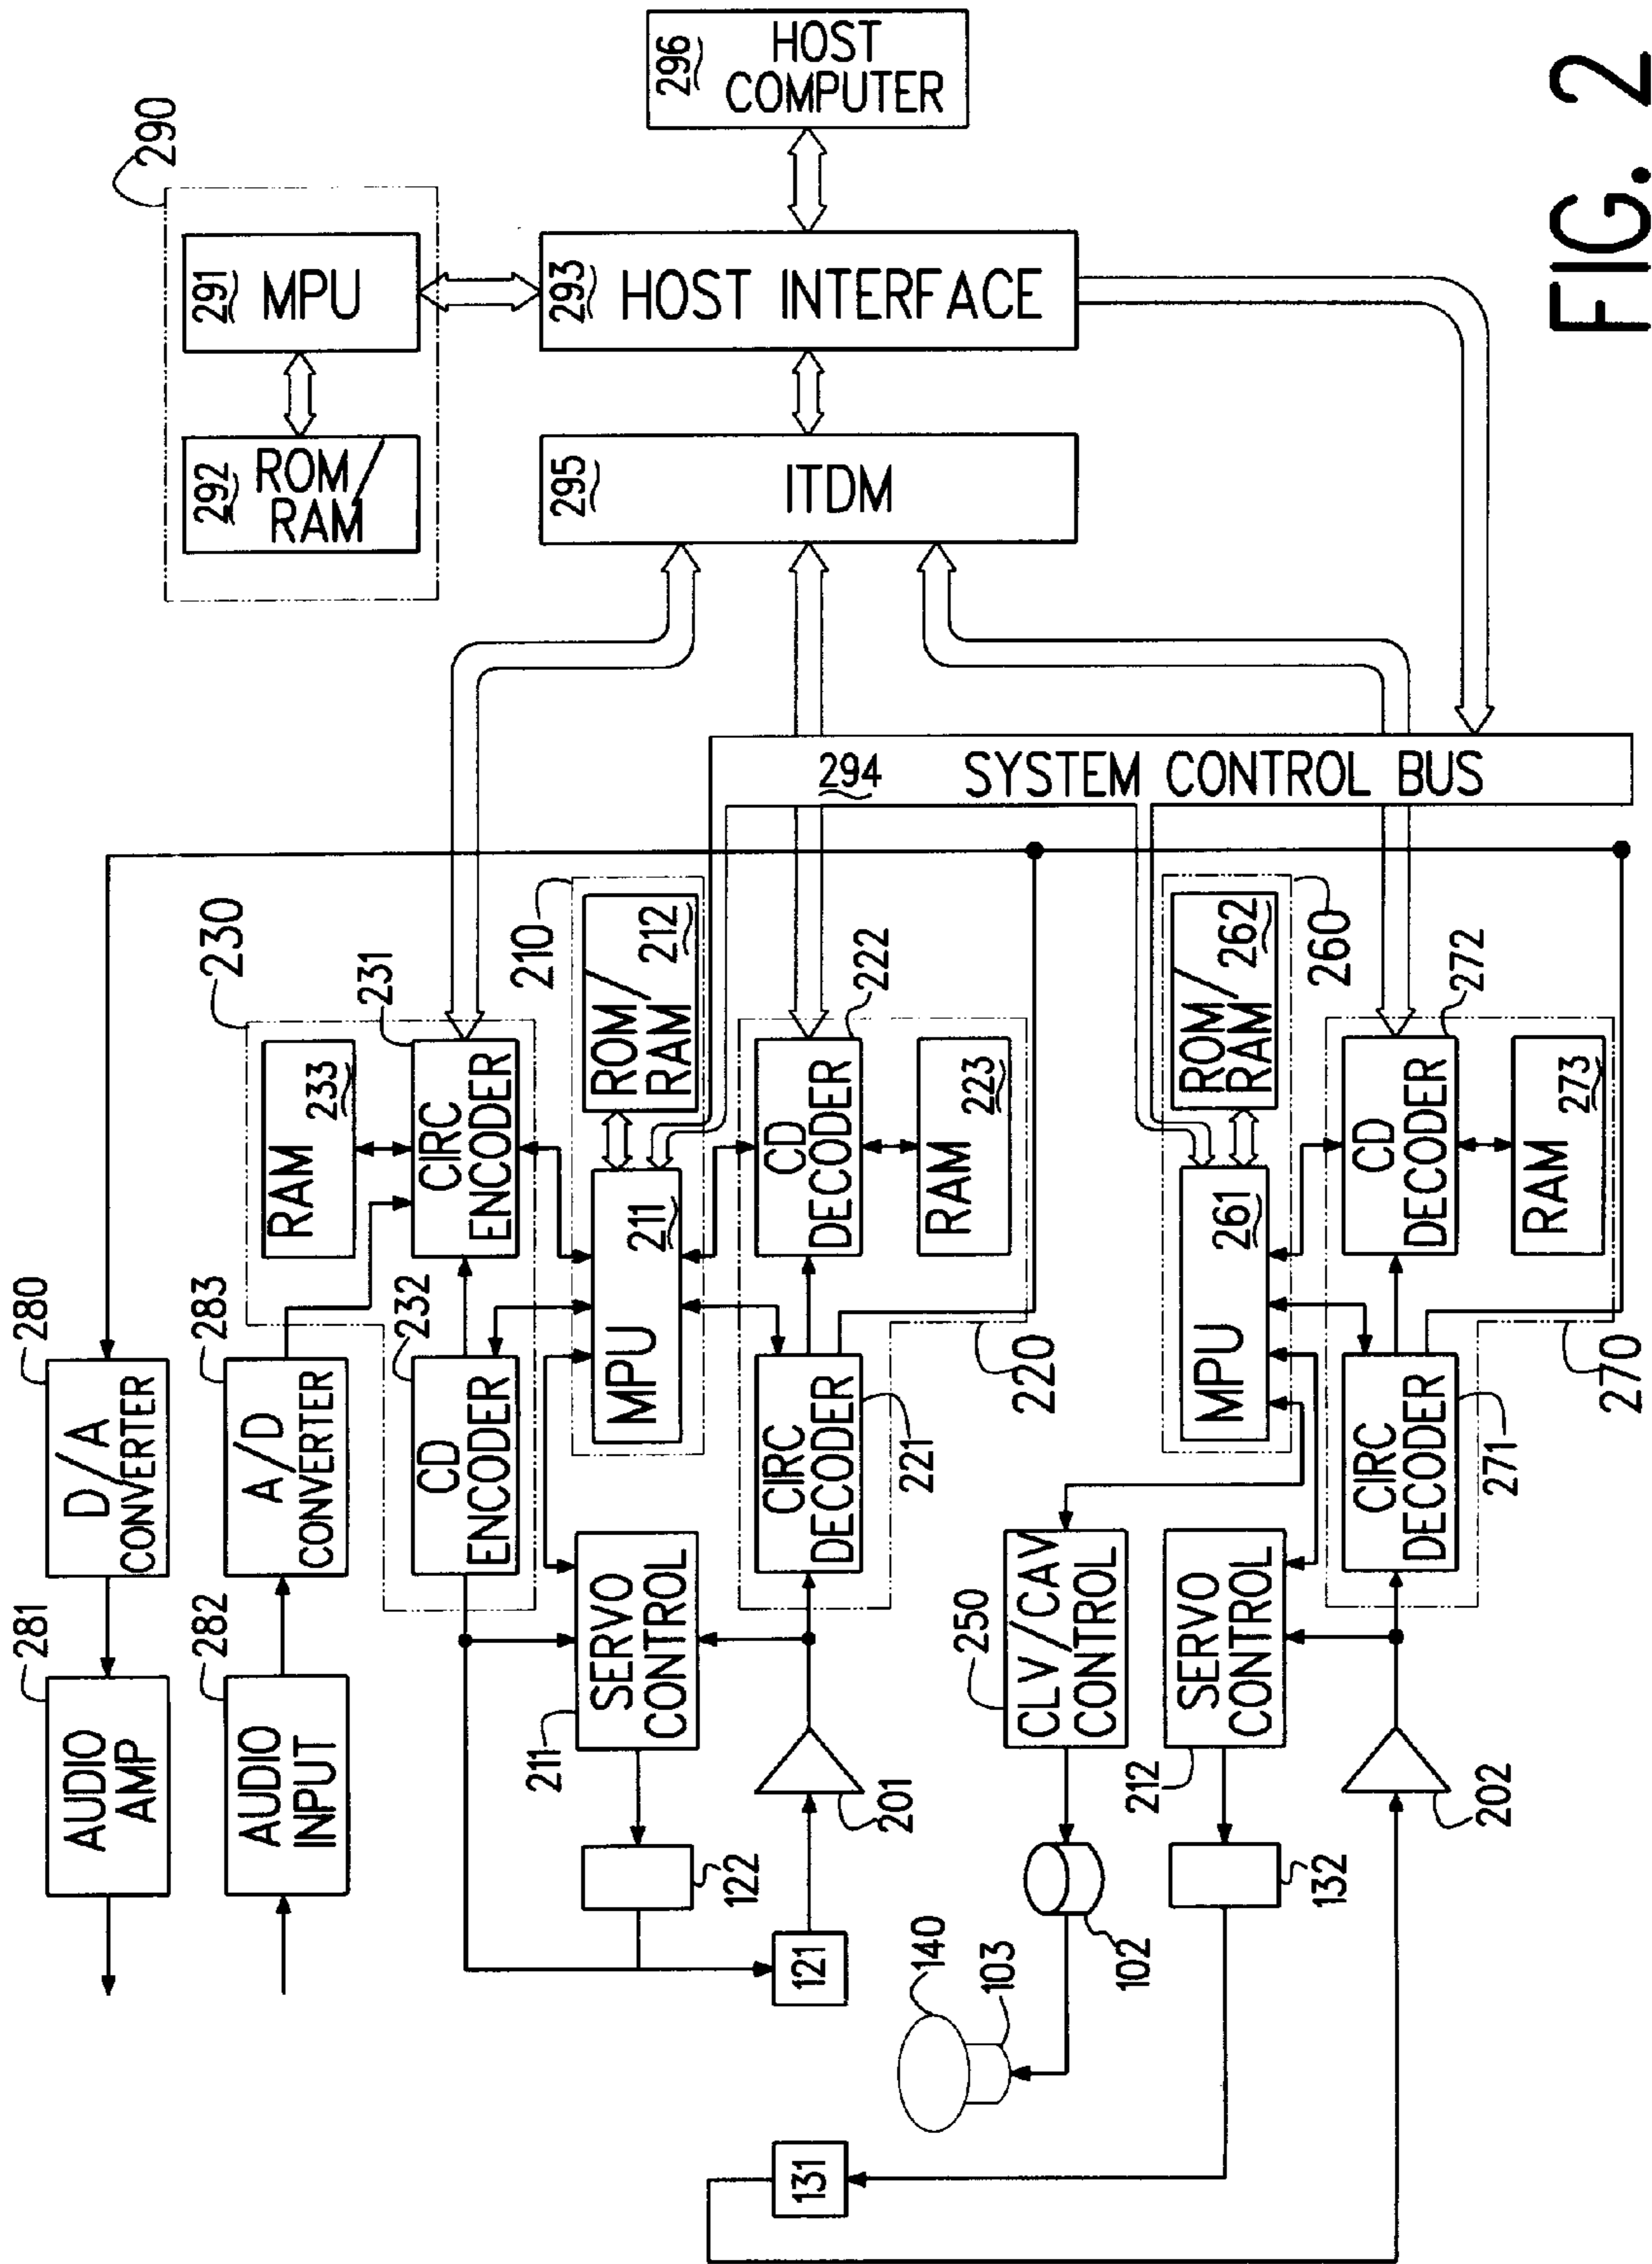 280
D/A
CONVERTER
281
AUDIO
AMP
283
A/D
CONVERTER
282
AUDIO
INPUT
290
291
MPU
292
ROM/
RAM
296
HOST
COMPUTER
293
HOST INTERFACE
295
ITDM
294
SYSTEM CONTROL BUS
230
RAM
233
231
CIRC
ENCODER
232
CD
ENCODER
210
ROM/
RAM
212
MPU
211
SERVO
CONTROL
211
122
121
201
222
CD
DECODER
RAM
223
CIRC
DECODER
221
220
140
103
102
250
CLV/CAV
CONTROL
260
ROM/
RAM
262
MPU
261
SERVO
CONTROL
212
132
131
202
272
CD
DECODER
RAM
273
CIRC
DECODER
271
270
FIG. 2